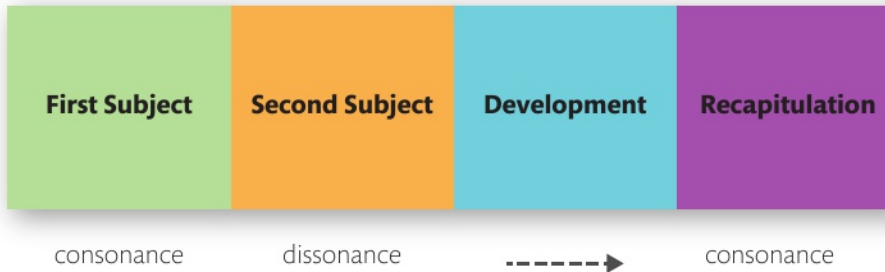 First Subject
Second Subject
Development
Recapitulation
consonance
dissonance
consonance